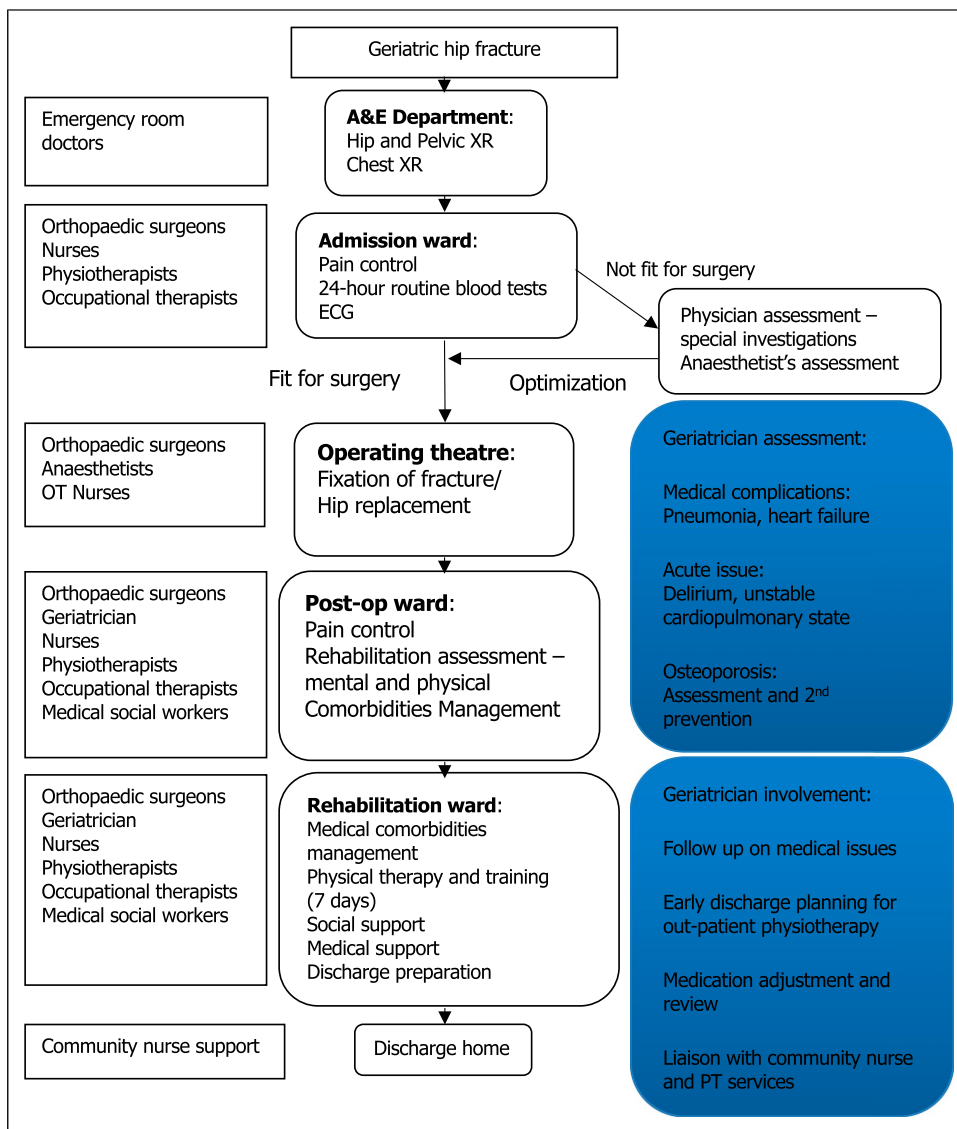 Geriatric hip fracture
Emergency room
doctors
A&E Department:
Hip and Pelvic XR
Chest XR
Orthopaedic surgeons
Nurses
Physiotherapists
Occupational therapists
Admission ward:
Pain control
24-hour routine blood tests
ECG
Not fit for surgery
Physician assessment –
special investigations
Anaesthetist's assessment
Fit for surgery
Optimization
Orthopaedic surgeons
Anaesthetists
OT Nurses
Operating theatre:
Fixation of fracture/
Hip replacement
Geriatrician assessment:
Medical complications:
Pneumonia, heart failure
Acute issue:
Delirium, unstable
cardiopulmonary state
Osteoporosis:
Assessment and 2nd
prevention
Orthopaedic surgeons
Geriatrician
Nurses
Physiotherapists
Occupational therapists
Medical social workers
Post-op ward:
Pain control
Rehabilitation assessment –
mental and physical
Comorbidities Management
Orthopaedic surgeons
Geriatrician
Nurses
Physiotherapists
Occupational therapists
Medical social workers
Rehabilitation ward:
Medical comorbidities
management
Physical therapy and training
(7 days)
Social support
Medical support
Discharge preparation
Geriatrician involvement:
Follow up on medical issues
Early discharge planning for
out-patient physiotherapy
Medication adjustment and
review
Liaison with community nurse
and PT services
Community nurse support
Discharge home